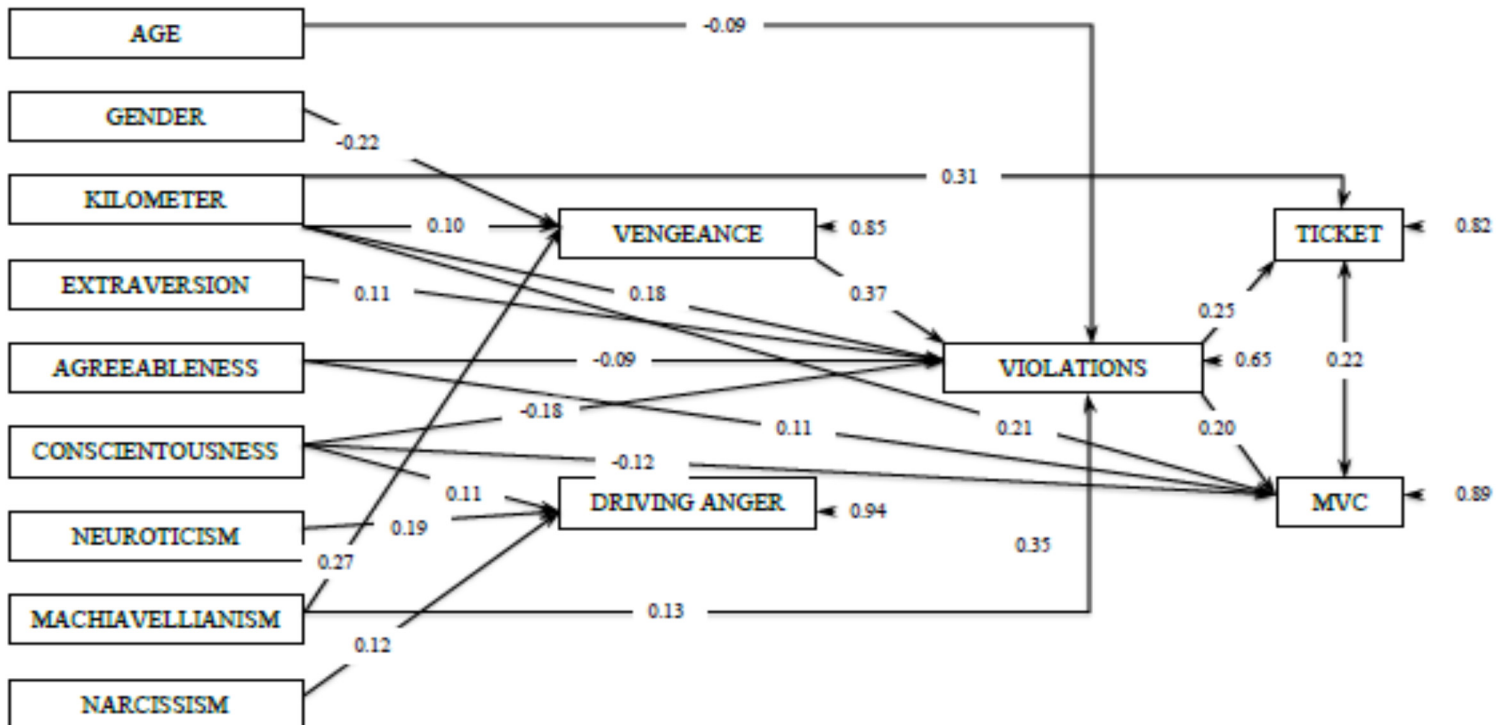 AGE
-0.09
GENDER
-0.22
KILOMETER
0.31
0.10
VENGEANCE
0.85
TICKET
0.82
EXTRAVERSION
0.11
0.18
0.37
0.25
AGREEABLENESS
-0.09
VIOLATIONS
0.65
0.22
-0.18
0.11
0.21
0.20
CONSCIENTOUSNESS
-0.12
0.11
DRIVING ANGER
0.94
MVC
0.89
NEUROTICISM
0.19
0.35
0.27
MACHIAVELLIANISM
0.13
0.12
NARCISSISM